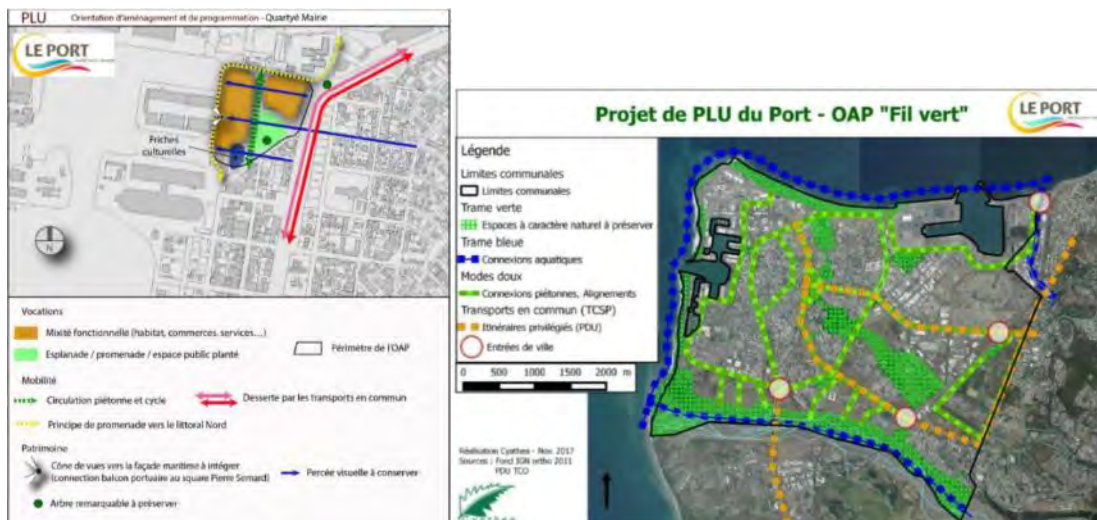 PLU Orientation d'aménagement et de programmation - Quartyé Mairie
LE PORT
Friches
culturelles
N
Vocations
Mixité fonctionnelle (habitat, commerces, services....)
Esplanade / promenade / espace public planté
Périmètre de l'OAP
Mobilité
Circulation piétonne et cycle
Desserte par les transports en commun
Principe de promenade vers le littoral Nord
Patrimoine
Cône de vues vers la façade maritime à intégrer
(connection balcon portuaire au square Pierre Semard)
Percée visuelle à conserver
Arbre remarquable à préserver
Projet de PLU du Port - OAP "Fil vert"
LE PORT
Légende
Limites communales
Limites communales
Trame verte
Espaces à caractère naturel à préserver
Trame bleue
Connexions aquatiques
Modes doux
Connexions piétonnes, Alignements
Transports en commun (TCSP)
Itinéraires privilégiés (PDU)
Entrées de ville
0 500 1000 1500 2000 m
Réalisation Cyathea - Nov. 2017
Sources : Fond IGN ortho 2011
PDU TCO